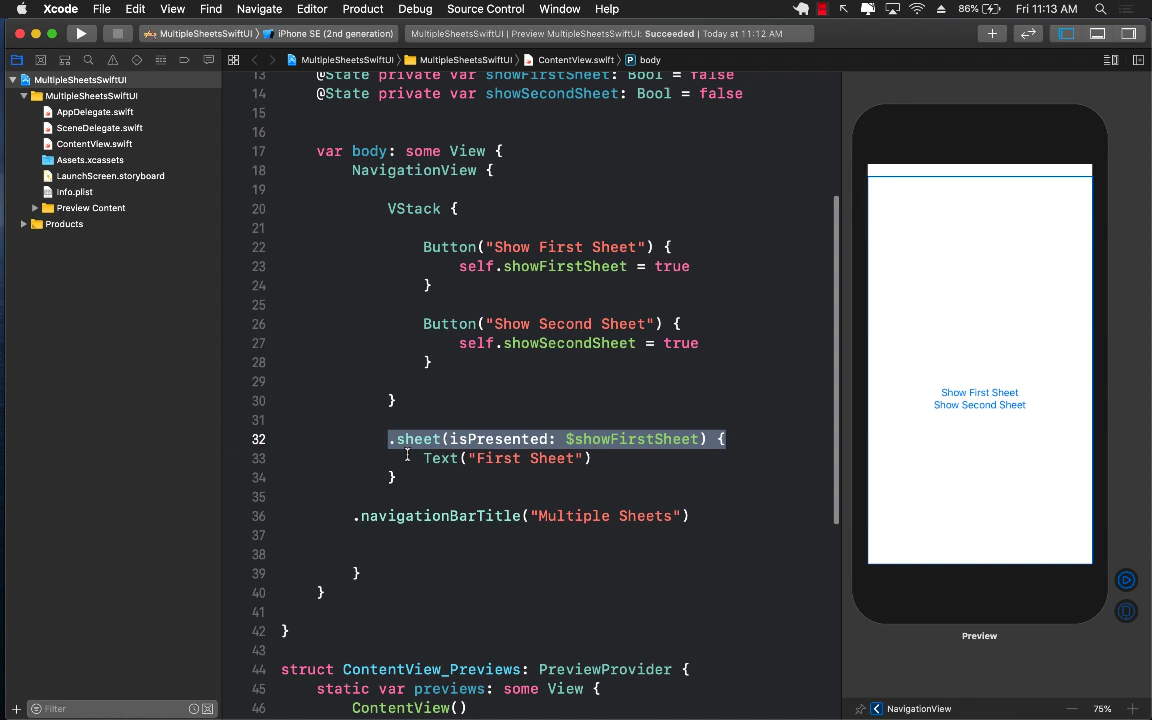 Xcode File Edit View Find Navigate Editor Product Debug Source Control Window Help 86% Fri 11:13 AM
MultipleSheetsSwiftUI 〉 iPhone SE (2nd generation) MultipleSheetsSwiftUI | Preview MultipleSheetsSwiftUI: Succeeded | Today at 11:12 AM
MultipleSheetsSwiftUI 〉 MultipleSheetsSwiftUI 〉 ContentView.swift 〉 P body
MultipleSheetsSwiftUI
MultipleSheetsSwiftUI
AppDelegate.swift
SceneDelegate.swift
ContentView.swift
Assets.xcassets
LaunchScreen.storyboard
Info.plist
Preview Content
Products
Filter
13 @State private var showFirstSheet: Bool = false
14 @State private var showSecondSheet: Bool = false
15
16
17 var body: some View {
18 NavigationView {
19
20 VStack {
21
22 Button("Show First Sheet") {
23 self.showFirstSheet = true
24 }
25
26 Button("Show Second Sheet") {
27 self.showSecondSheet = true
28 }
29
30 }
31
32 .sheet(isPresented: $showFirstSheet) {
33 Text("First Sheet")
34 }
35
36 .navigationBarTitle("Multiple Sheets")
37
38
39 }
40 }
41
42 }
43
44 struct ContentView_Previews: PreviewProvider {
45 static var previews: some View {
46 ContentView()
Show First Sheet
Show Second Sheet
Preview
NavigationView 75%